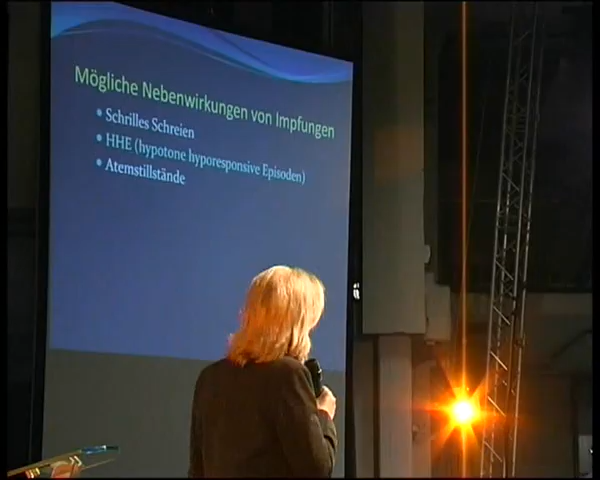 Mögliche Nebenwirkungen von Impfungen
• Schrilles Schreien
• HHE (hypotone hyporesponsive Episoden)
• Atemstillstände